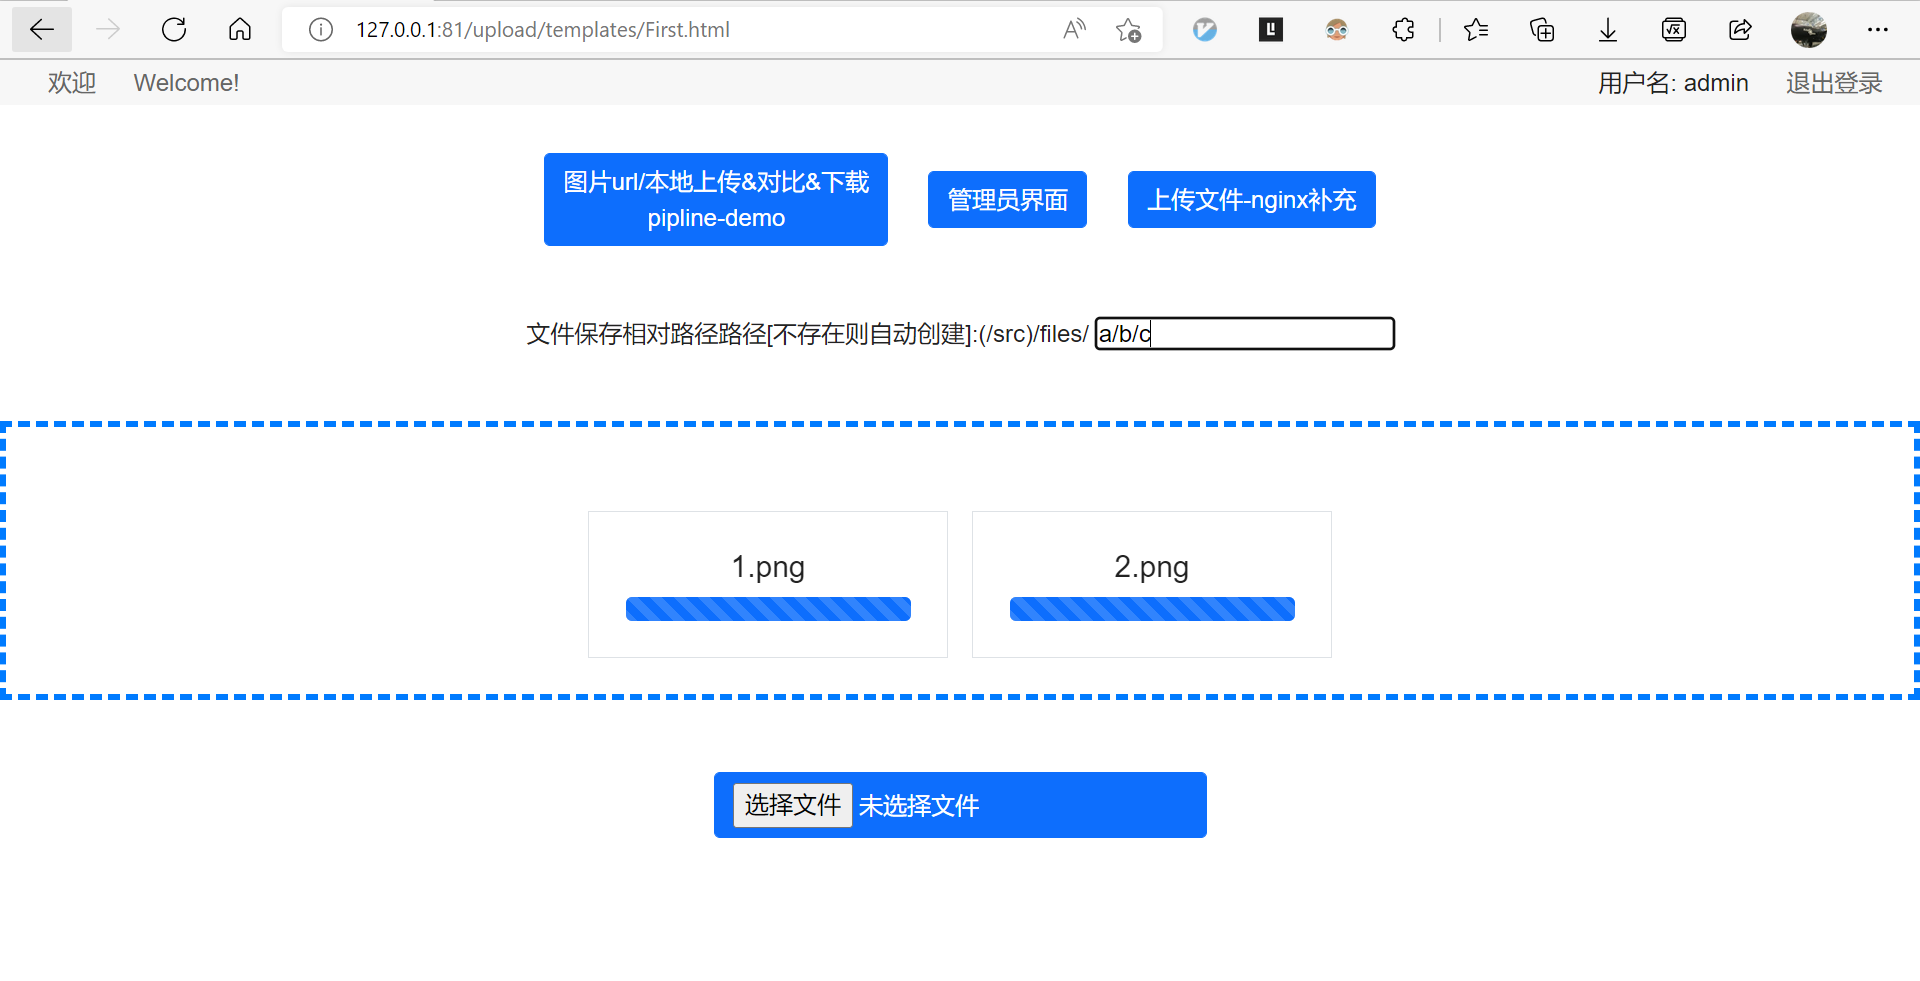 127.0.0.1:81/upload/templates/First.html
欢迎 Welcome! 用户名: admin 退出登录
图片url/本地上传&对比&下载
pipline-demo
管理员界面
上传文件-nginx补充
文件保存相对路径路径[不存在则自动创建]:(/src)/files/ a/b/c
1.png
2.png
选择文件 未选择文件